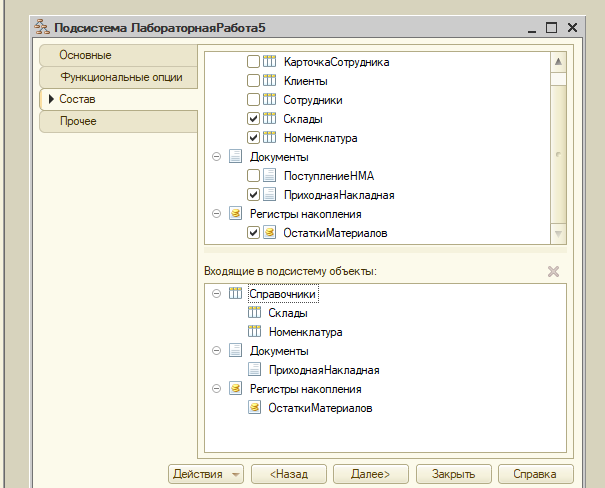 Подсистема ЛабораторнаяРабота5
Основные
Функциональные опции
Состав
Прочее
КарточкаСотрудника
Клиенты
Сотрудники
Склады
Номенклатура
Документы
ПоступлениеНМА
ПриходнаяНакладная
Регистры накопления
ОстаткиМатериалов
Входящие в подсистему объекты:
Справочники
Склады
Номенклатура
Документы
ПриходнаяНакладная
Регистры накопления
ОстаткиМатериалов
Действия <Назад Далее> Закрыть Справка